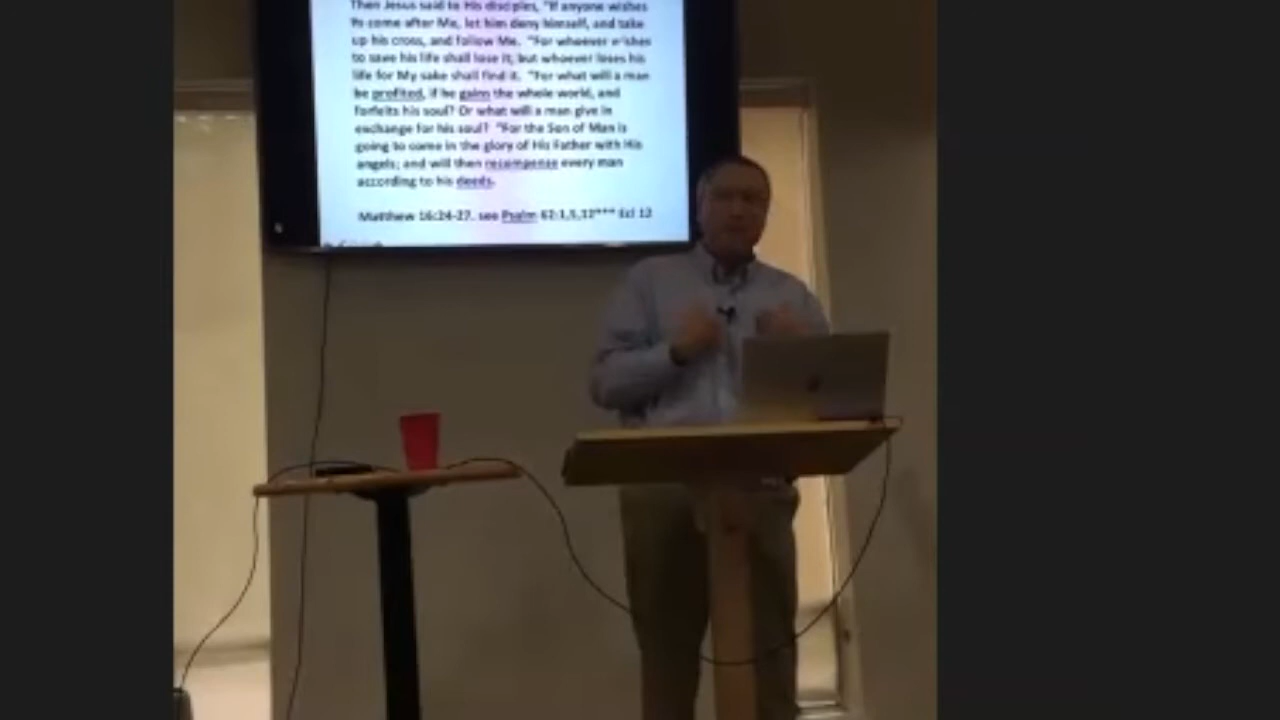 Then Jesus said to His disciples, "If anyone wishes
to come after Me, let him deny himself, and take
up his cross, and follow Me. "For whoever wishes
to save his life shall lose it; but whoever loses his
life for My sake shall find it. "For what will a man
be profited, if he gains the whole world, and
forfeits his soul? Or what will a man give in
exchange for his soul? "For the Son of Man is
going to come in the glory of His Father with His
angels; and will then recompense every man
according to his deeds.
Matthew 16:24-27, see Psalm 62:1,5,12*** Ecl 12